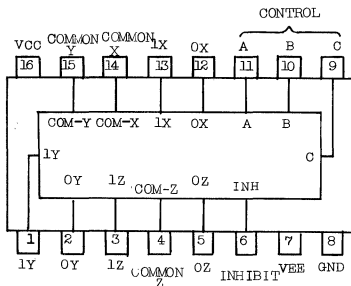 CONTROL
VCC COMMON Y COMMON X 1X 0X A B C
16 15 14 13 12 11 10 9
COM-Y COM-X 1X 0X A B
1Y C
0Y 1Z COM-Z 0Z INH
1 2 3 4 5 6 7 8
1Y 0Y 1Z COMMON Z 0Z INHIBIT VEE GND